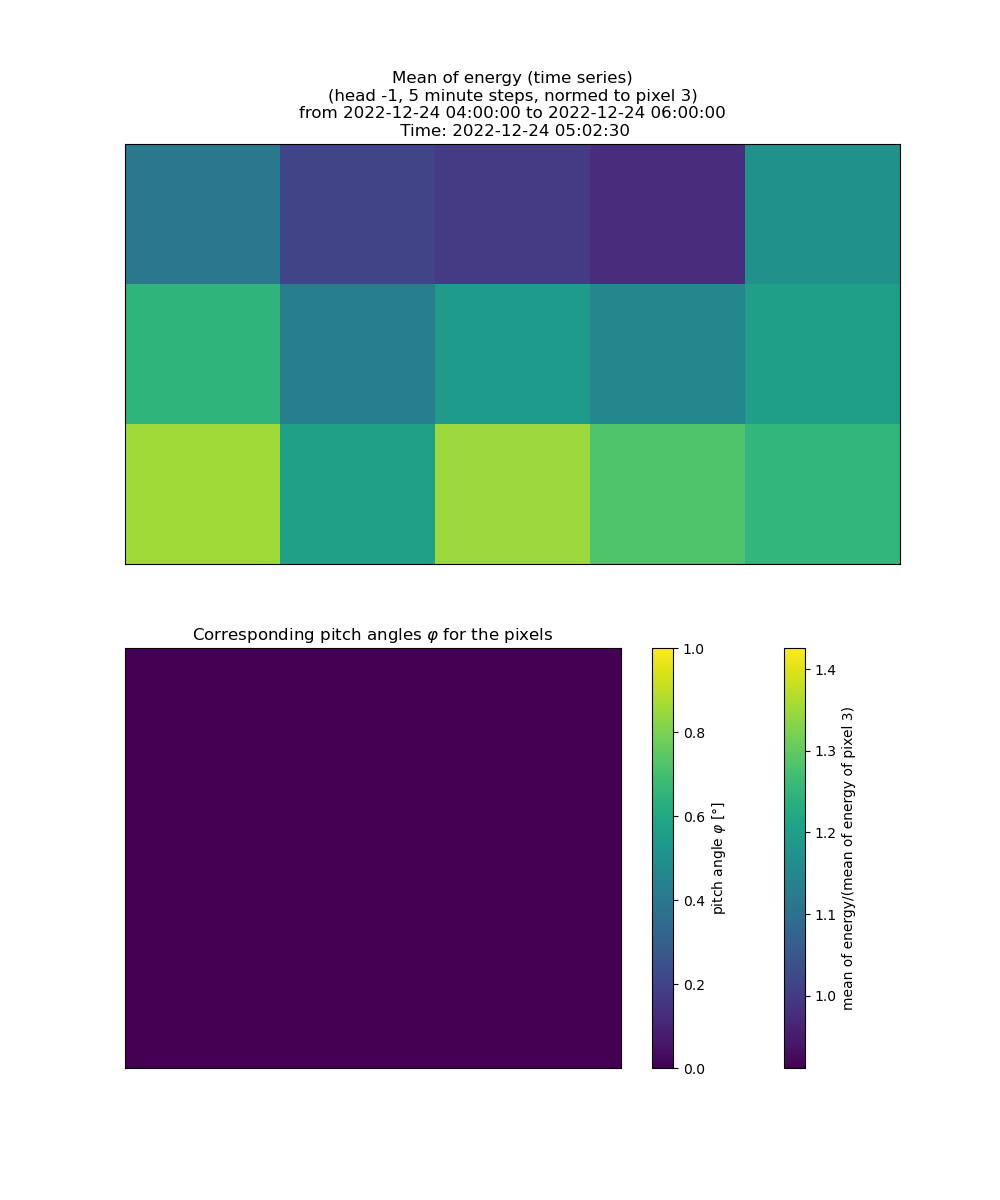 Mean of energy (time series)
(head -1, 5 minute steps, normed to pixel 3)
from 2022-12-24 04:00:00 to 2022-12-24 06:00:00
Time: 2022-12-24 05:02:30
Corresponding pitch angles φ for the pixels
1.0
0.8
0.6
0.4
0.2
0.0
pitch angle φ [°]
1.4
1.3
1.2
1.1
1.0
mean of energy/(mean of energy of pixel 3)